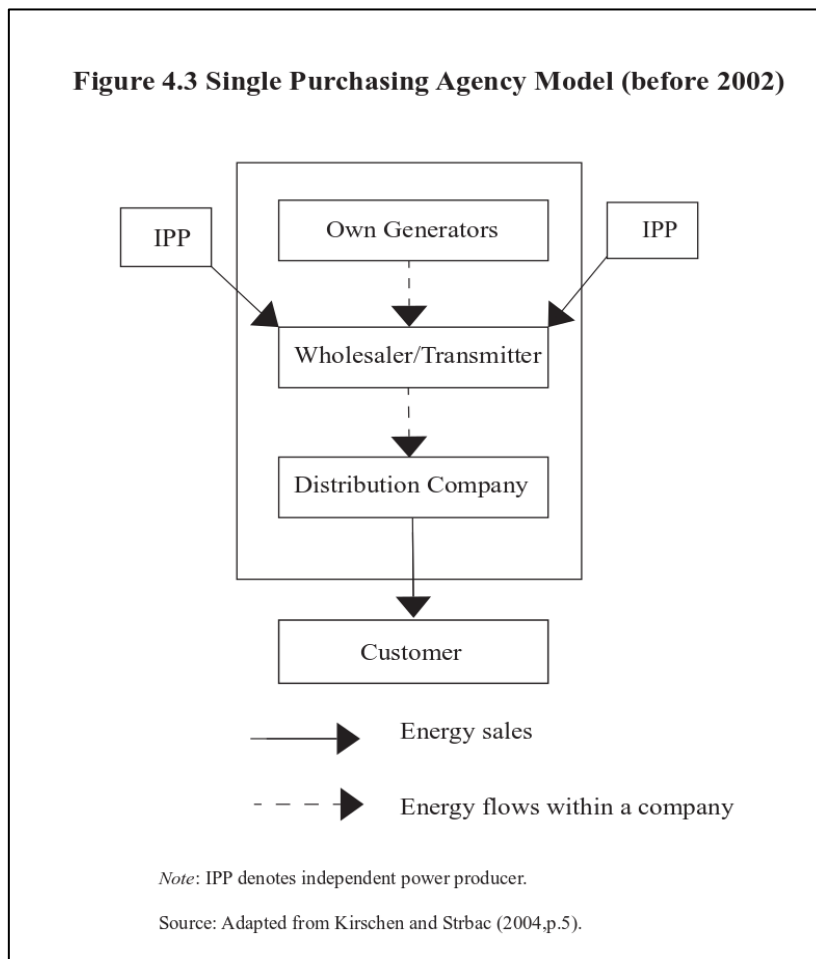 Figure 4.3 Single Purchasing Agency Model (before 2002)
Own Generators
IPP
IPP
Wholesaler/Transmitter
Distribution Company
Customer
Energy sales
Energy flows within a company
Note: IPP denotes independent power producer.
Source: Adapted from Kirschen and Strbac (2004,p.5).